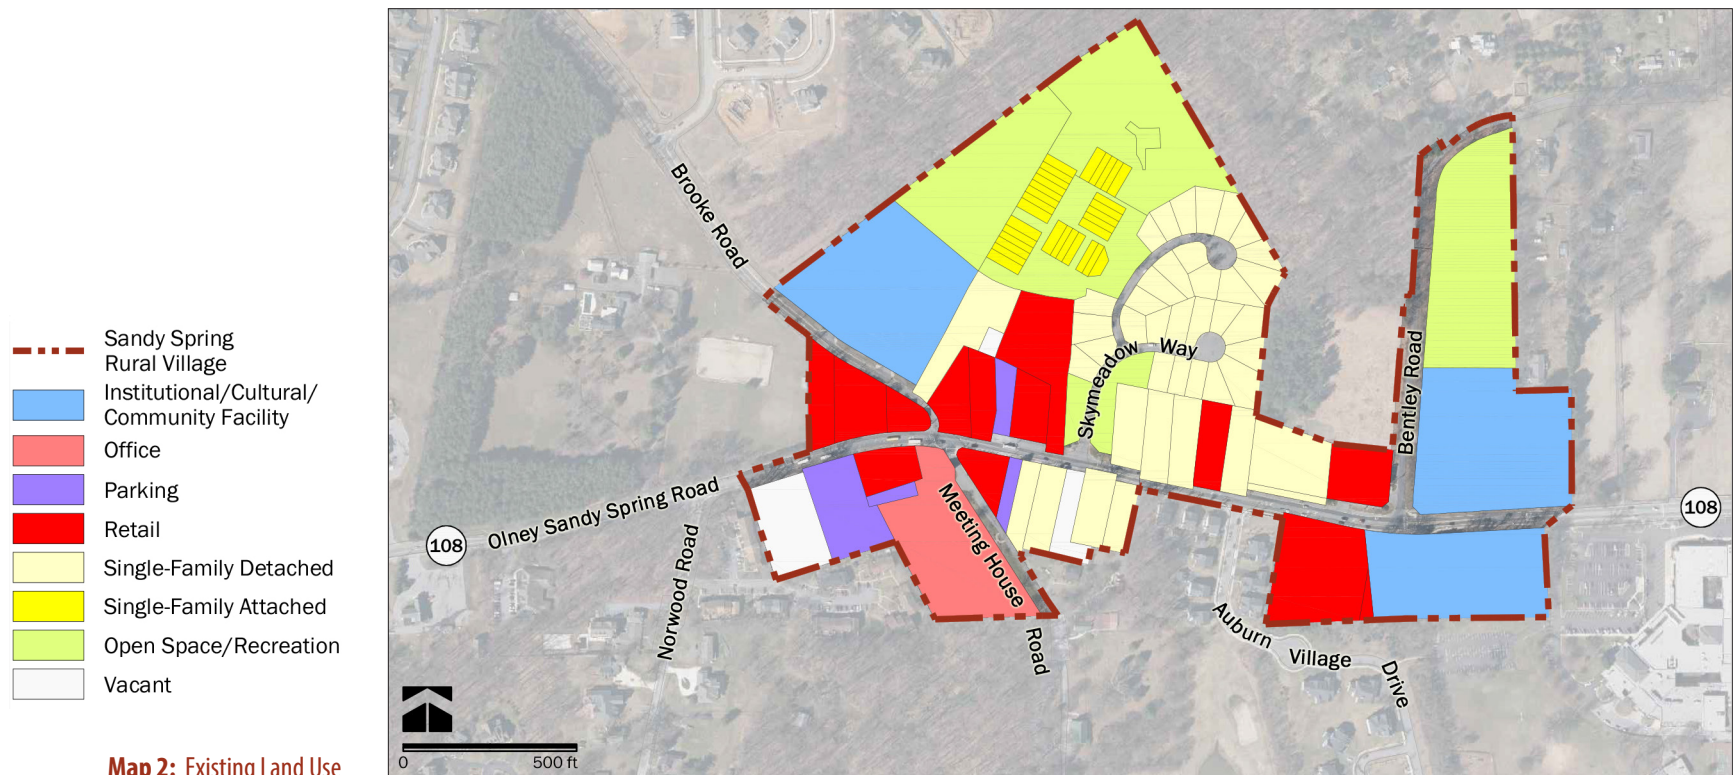 Sandy Spring
Rural Village
Institutional/Cultural/
Community Facility
Office
Parking
Retail
Single-Family Detached
Single-Family Attached
Open Space/Recreation
Vacant
Map 2: Existing Land Use
Brooke Road
Skymeadow Way
Bentley Road
Olney Sandy Spring Road
108
108
Norwood Road
Meeting House Road
Auburn Village Drive
0 500 ft